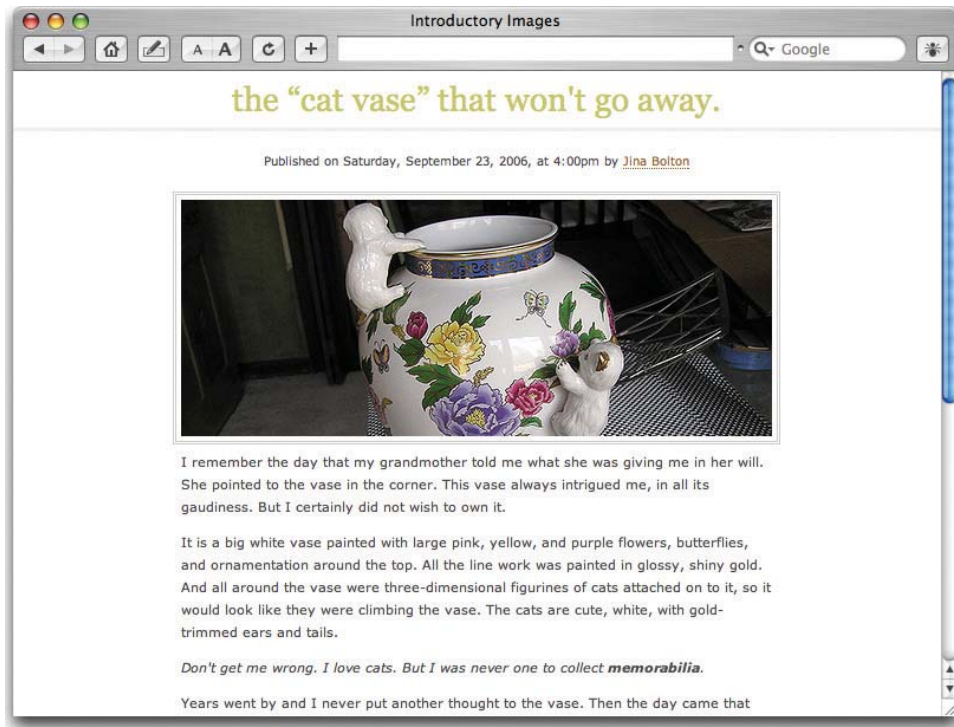 Introductory Images
A A + Google
the “cat vase” that won't go away.
Published on Saturday, September 23, 2006, at 4:00pm by Jina Bolton
I remember the day that my grandmother told me what she was giving me in her will.
She pointed to the vase in the corner. This vase always intrigued me, in all its
gaudiness. But I certainly did not wish to own it.
It is a big white vase painted with large pink, yellow, and purple flowers, butterflies,
and ornamentation around the top. All the line work was painted in glossy, shiny gold.
And all around the vase were three-dimensional figurines of cats attached on to it, so it
would look like they were climbing the vase. The cats are cute, white, with gold-
trimmed ears and tails.
Don't get me wrong. I love cats. But I was never one to collect memorabilia.
Years went by and I never put another thought to the vase. Then the day came that